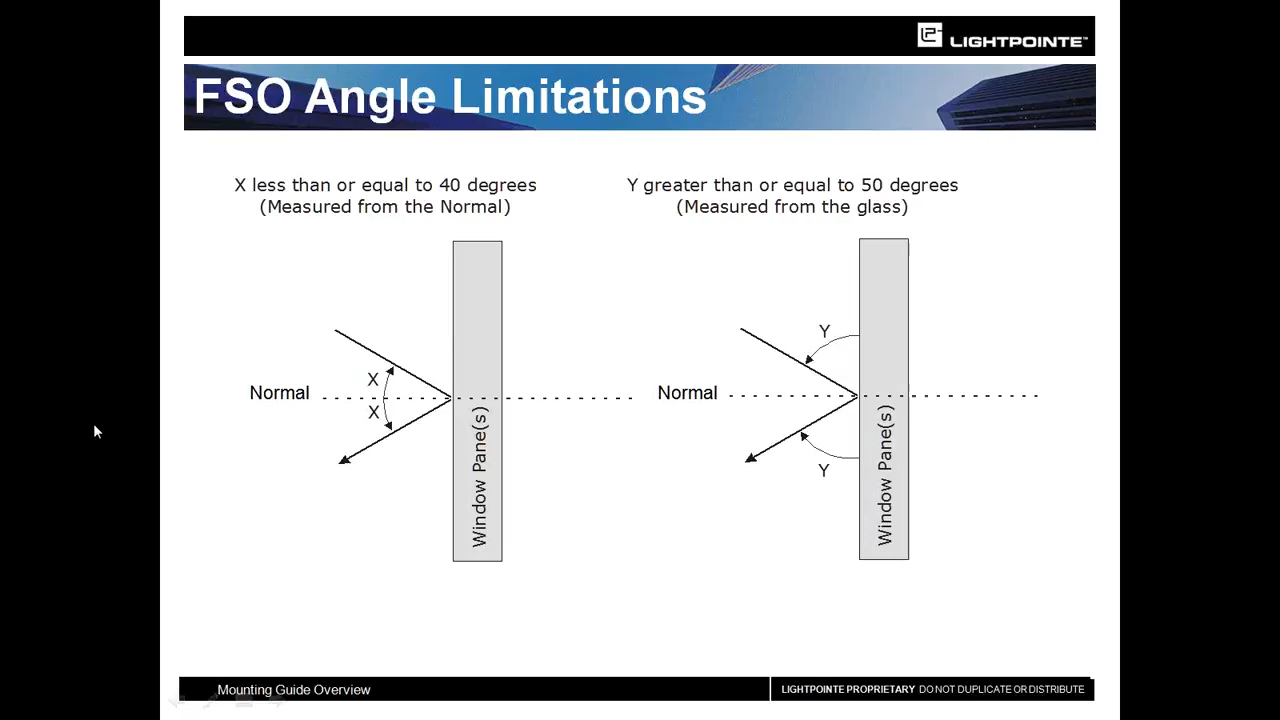 LIGHTPOINTE™
FSO Angle Limitations
X less than or equal to 40 degrees
(Measured from the Normal)
Y greater than or equal to 50 degrees
(Measured from the glass)
X
Normal
X
Window Pane(s)
Y
Normal
Y
Window Pane(s)
Mounting Guide Overview
LIGHTPOINTE PROPRIETARY DO NOT DUPLICATE OR DISTRIBUTE